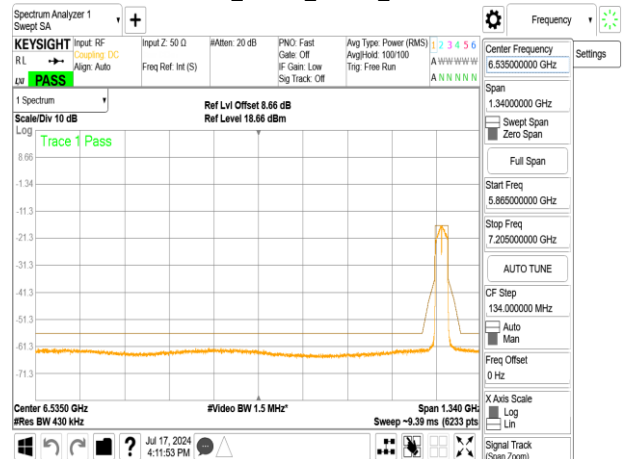 Spectrum Analyzer 1
Swept SA
+
Frequency
KEYSIGHT
Input: RF
Coupling: DC
Align: Auto
RL
LXI
PASS
Input Z: 50 Ω
Freq Ref: Int (S)
#Atten: 20 dB
PNO: Fast
Gate: Off
IF Gain: Low
Sig Track: Off
Avg Type: Power (RMS)
Avg|Hold: 100/100
Trig: Free Run
1 2 3 4 5 6
A W W W W W
A N N N N N
1 Spectrum
Scale/Div 10 dB
Ref Lvl Offset 8.66 dB
Ref Level 18.66 dBm
Log
Trace 1 Pass
8.66
-1.34
-11.3
-21.3
-31.3
-41.3
-51.3
-61.3
-71.3
Center 6.5350 GHz
#Res BW 430 kHz
#Video BW 1.5 MHz*
Span 1.340 GHz
Sweep ~9.39 ms (6233 pts
Jul 17, 2024
4:11:53 PM
?
Center Frequency
6.535000000 GHz
Settings
Span
1.34000000 GHz
Swept Span
Zero Span
Full Span
Start Freq
5.865000000 GHz
Stop Freq
7.205000000 GHz
AUTO TUNE
CF Step
134.000000 MHz
Auto
Man
Freq Offset
0 Hz
X Axis Scale
Log
Lin
Signal Track
(Span Zoom)